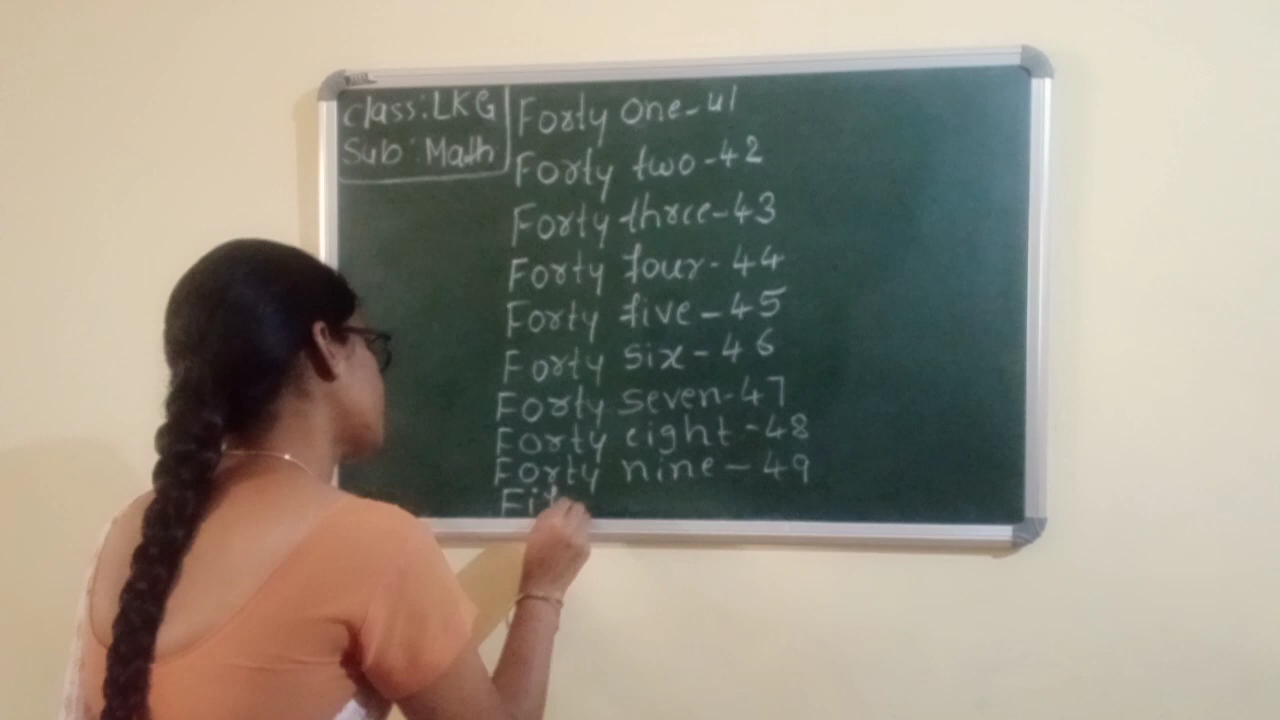 class: LKG
Sub: Math
Forty One - 41
Forty two - 42
Forty three - 43
Forty four - 44
Forty five - 45
Forty six - 46
Forty seven - 47
Forty eight - 48
Forty nine - 49
Fif